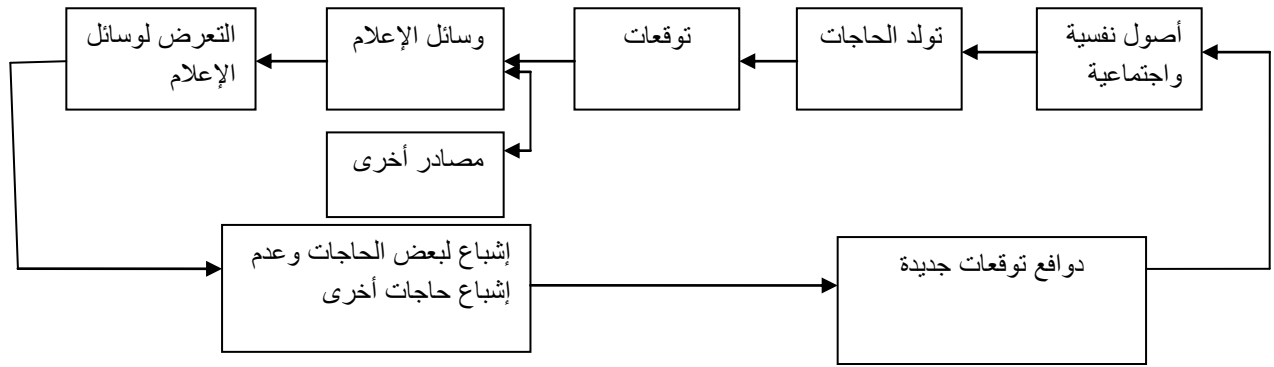 أصول نفسية
واجتماعية
تولد الحاجات
توقعات
وسائل الإعلام
التعرض لوسائل
الإعلام
مصادر أخرى
إشباع لبعض الحاجات وعدم
إشباع حاجات أخرى
دوافع توقعات جديدة